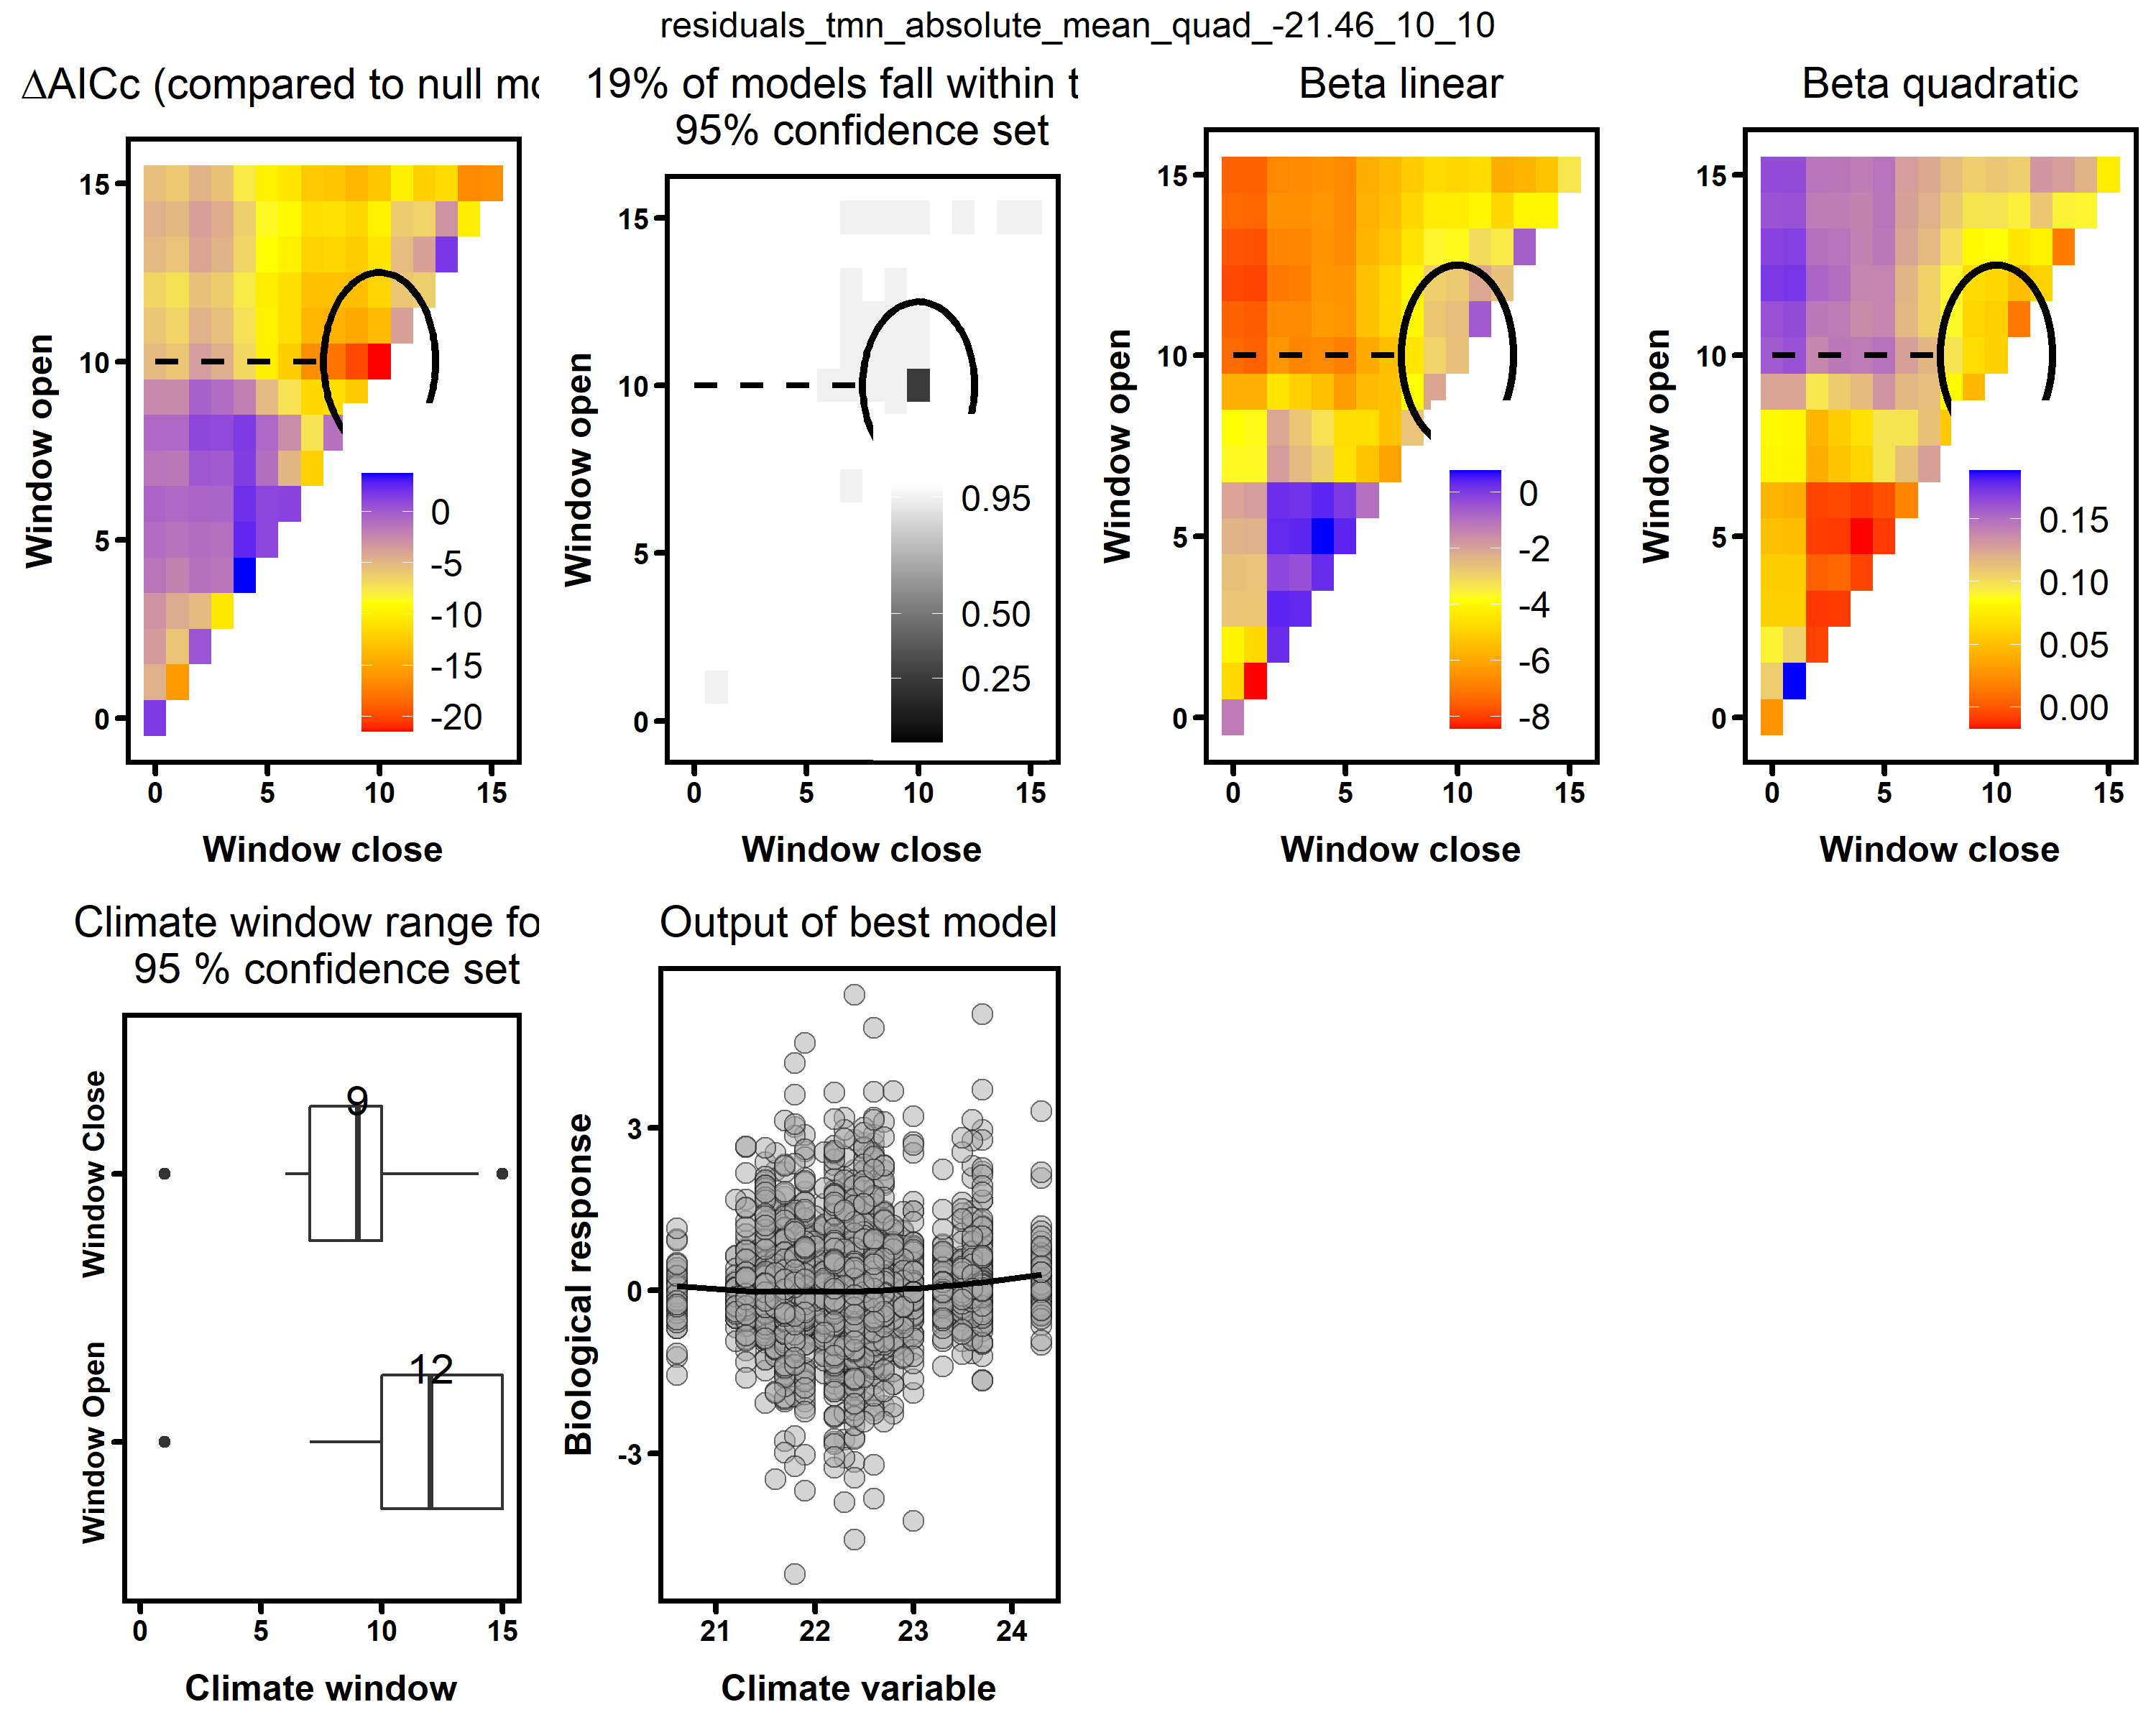 residuals_tmn_absolute_mean_quad_-21.46_10_10
ΔAICc (compared to null mo
Window open
15
10
5
0
0
-5
-10
-15
-20
0 5 10 15
Window close
19% of models fall within t
95% confidence set
Window open
15
10
5
0
0.95
0.50
0.25
0 5 10 15
Window close
Beta linear
Window open
15
10
5
0
0
-2
-4
-6
-8
0 5 10 15
Window close
Beta quadratic
Window open
15
10
5
0
0.15
0.10
0.05
0.00
0 5 10 15
Window close
Climate window range fo
95 % confidence set
Window Close
9
Window Open
12
0 5 10 15
Climate window
Output of best model
Biological response
3
0
-3
21 22 23 24
Climate variable